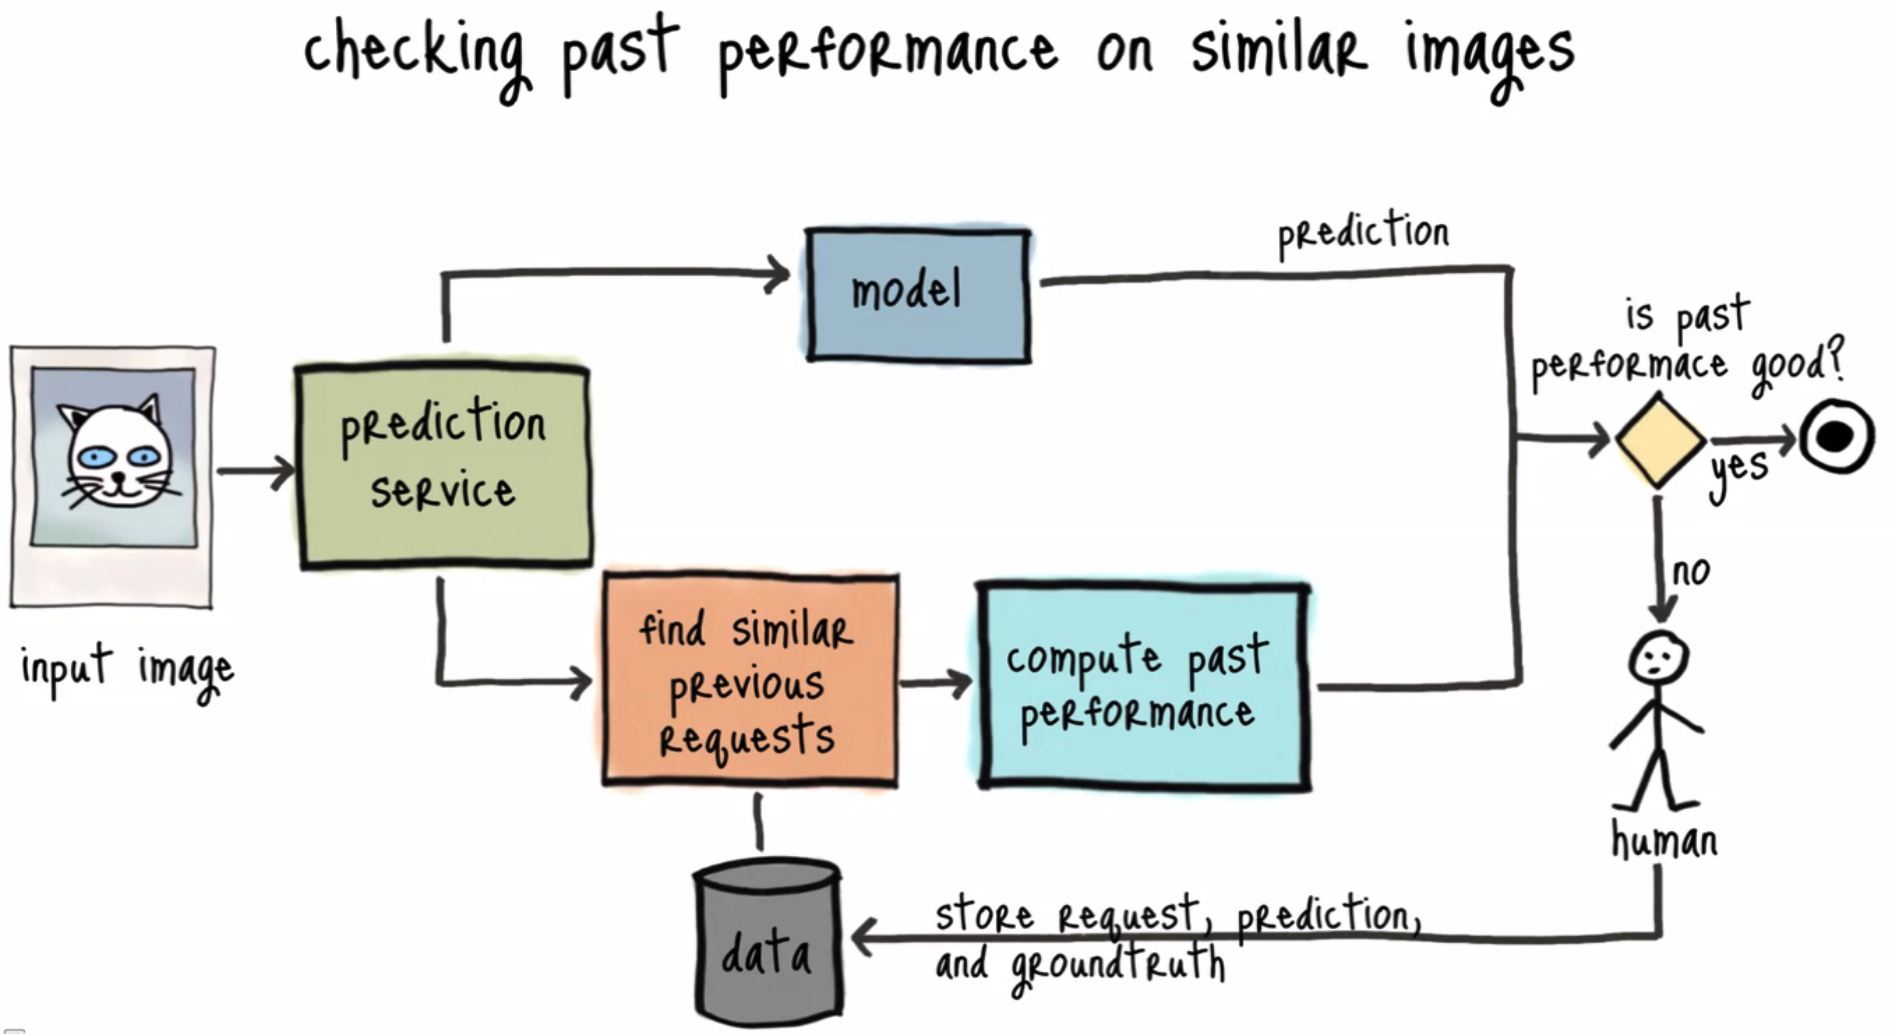 checking past performance on similar images
prediction
model
is past
performace good?
prediction
service
yes
no
find similar
previous
requests
compute past
performance
input image
human
store request, prediction,
and groundtruth
data